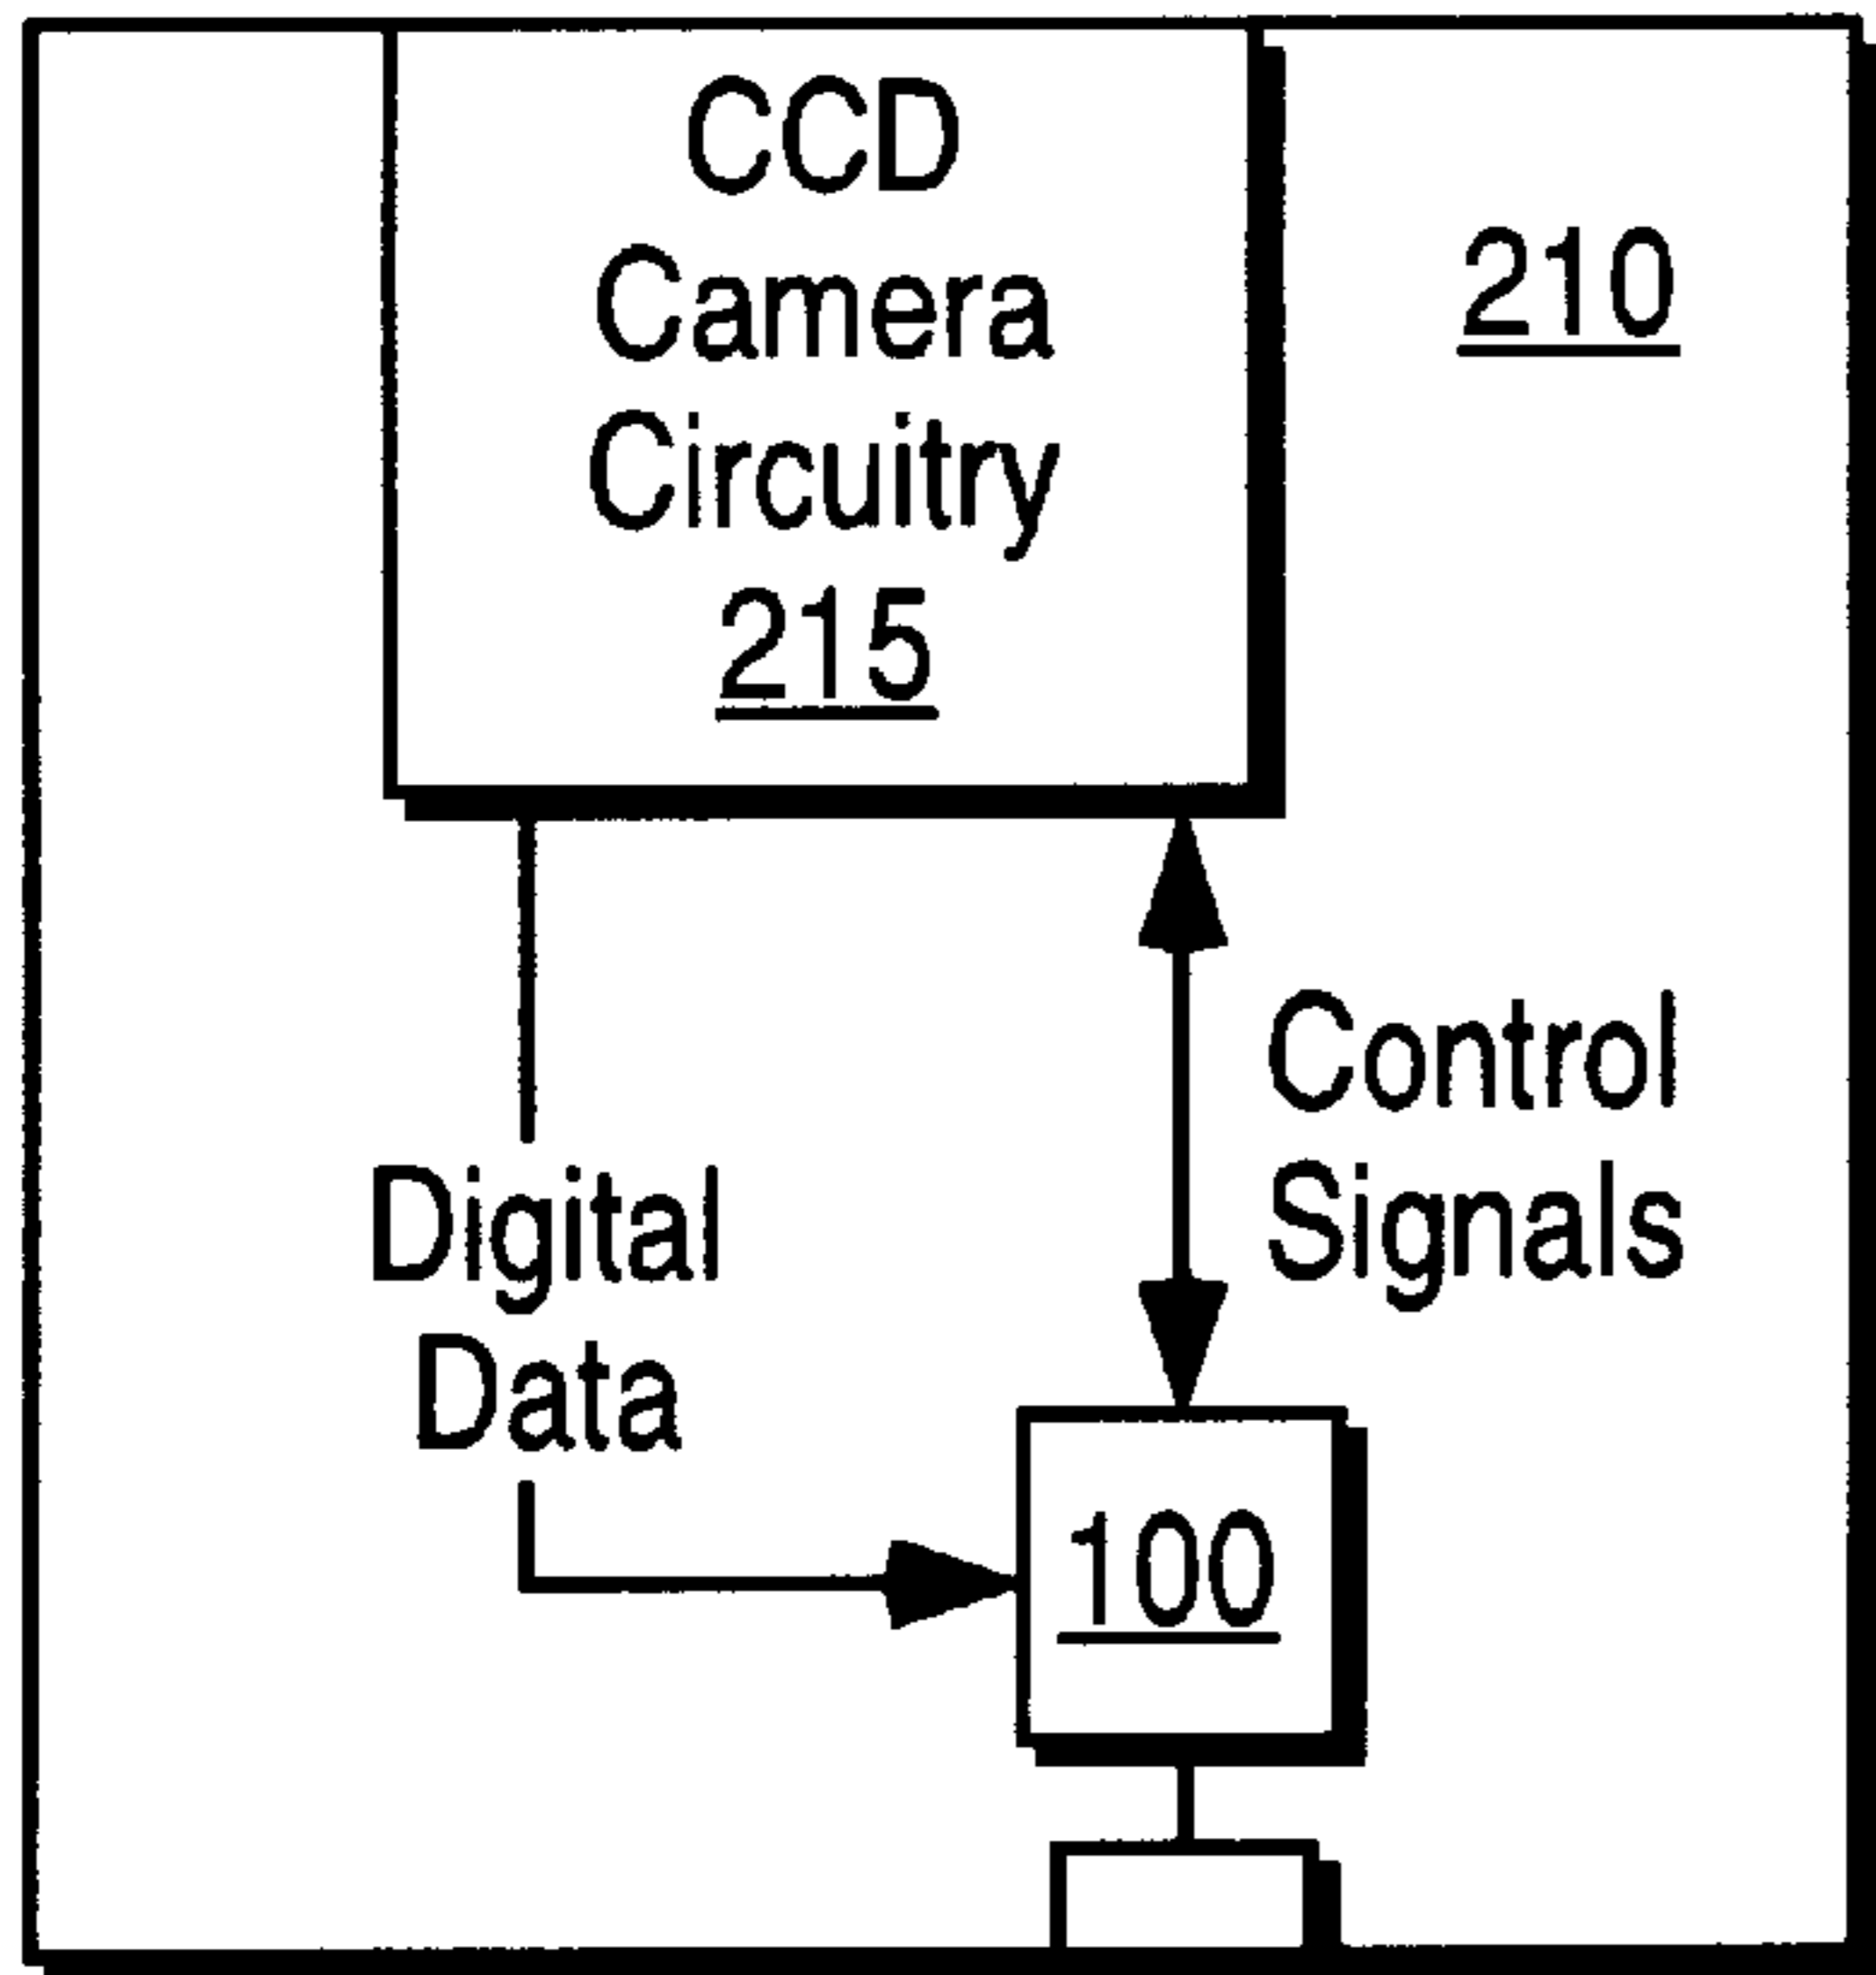 CCD
Camera
Circuitry
215
210
Control
Signals
Digital
Data
100